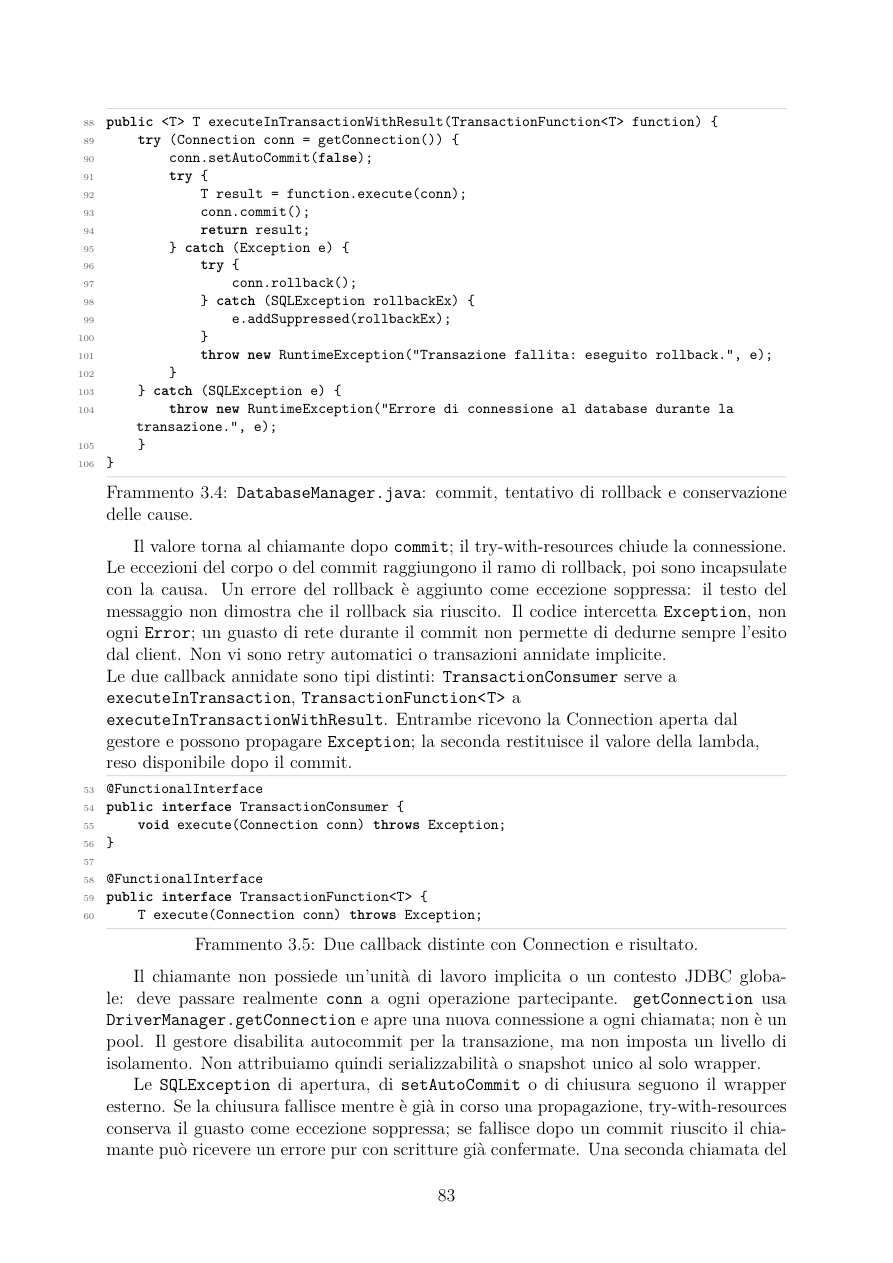 88 public <T> T executeInTransactionWithResult(TransactionFunction<T> function) {
89     try (Connection conn = getConnection()) {
90         conn.setAutoCommit(false);
91         try {
92             T result = function.execute(conn);
93             conn.commit();
94             return result;
95         } catch (Exception e) {
96             try {
97                 conn.rollback();
98             } catch (SQLException rollbackEx) {
99                 e.addSuppressed(rollbackEx);
100             }
101             throw new RuntimeException("Transazione fallita: eseguito rollback.", e);
102         }
103     } catch (SQLException e) {
104         throw new RuntimeException("Errore di connessione al database durante la
transazione.", e);
105     }
106 }
Frammento 3.4: DatabaseManager.java: commit, tentativo di rollback e conservazione
delle cause.
Il valore torna al chiamante dopo commit; il try-with-resources chiude la connessione.
Le eccezioni del corpo o del commit raggiungono il ramo di rollback, poi sono incapsulate
con la causa. Un errore del rollback è aggiunto come eccezione soppressa: il testo del
messaggio non dimostra che il rollback sia riuscito. Il codice intercetta Exception, non
ogni Error; un guasto di rete durante il commit non permette di dedurne sempre l'esito
dal client. Non vi sono retry automatici o transazioni annidate implicite.
Le due callback annidate sono tipi distinti: TransactionConsumer serve a
executeInTransaction, TransactionFunction<T> a
executeInTransactionWithResult. Entrambe ricevono la Connection aperta dal
gestore e possono propagare Exception; la seconda restituisce il valore della lambda,
reso disponibile dopo il commit.
53 @FunctionalInterface
54 public interface TransactionConsumer {
55     void execute(Connection conn) throws Exception;
56 }
57
58 @FunctionalInterface
59 public interface TransactionFunction<T> {
60     T execute(Connection conn) throws Exception;
Frammento 3.5: Due callback distinte con Connection e risultato.
Il chiamante non possiede un'unità di lavoro implicita o un contesto JDBC globa-
le: deve passare realmente conn a ogni operazione partecipante. getConnection usa
DriverManager.getConnection e apre una nuova connessione a ogni chiamata; non è un
pool. Il gestore disabilita autocommit per la transazione, ma non imposta un livello di
isolamento. Non attribuiamo quindi serializzabilità o snapshot unico al solo wrapper.
Le SQLException di apertura, di setAutoCommit o di chiusura seguono il wrapper
esterno. Se la chiusura fallisce mentre è già in corso una propagazione, try-with-resources
conserva il guasto come eccezione soppressa; se fallisce dopo un commit riuscito il chia-
mante può ricevere un errore pur con scritture già confermate. Una seconda chiamata del
83